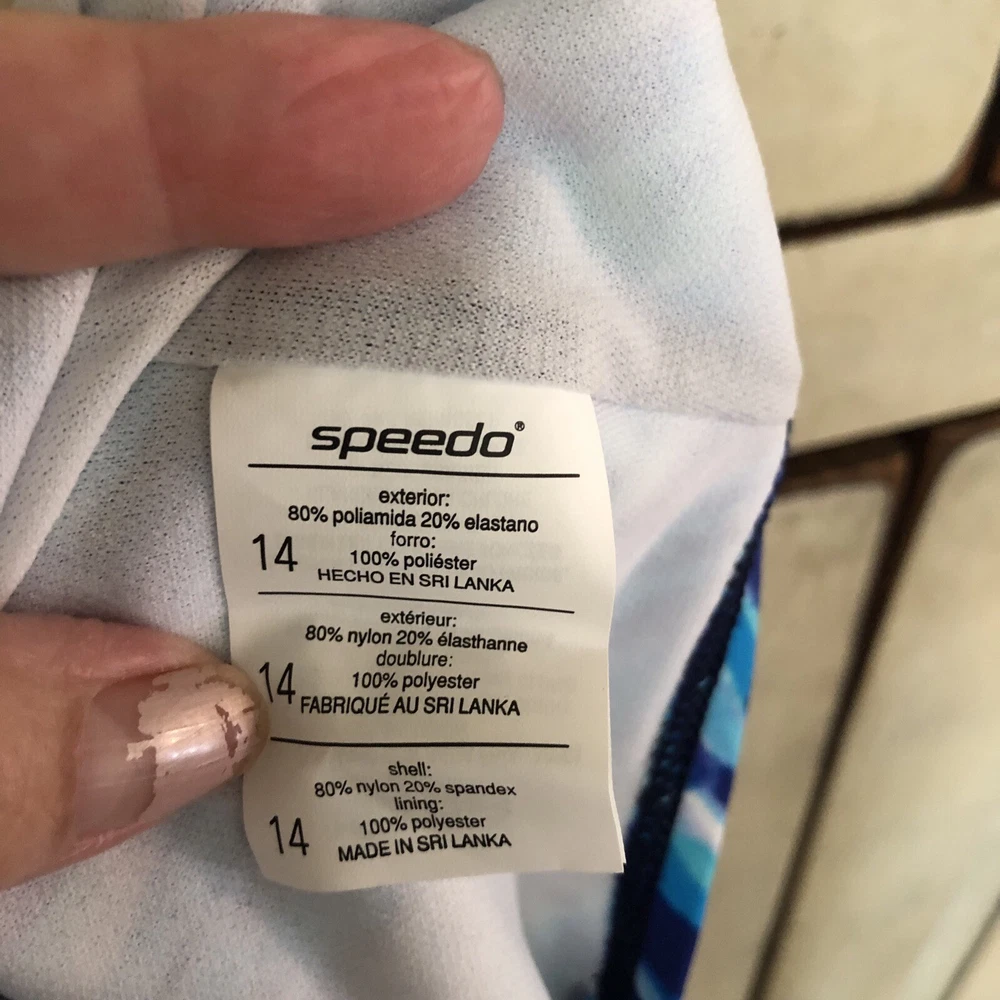 speedo®
exterior:
80% poliamida 20% elastano
forro:
14 100% poliéster
HECHO EN SRI LANKA
extérieur:
80% nylon 20% élasthanne
doublure:
14 100% polyester
FABRIQUÉ AU SRI LANKA
shell:
80% nylon 20% spandex
lining:
14 100% polyester
MADE IN SRI LANKA